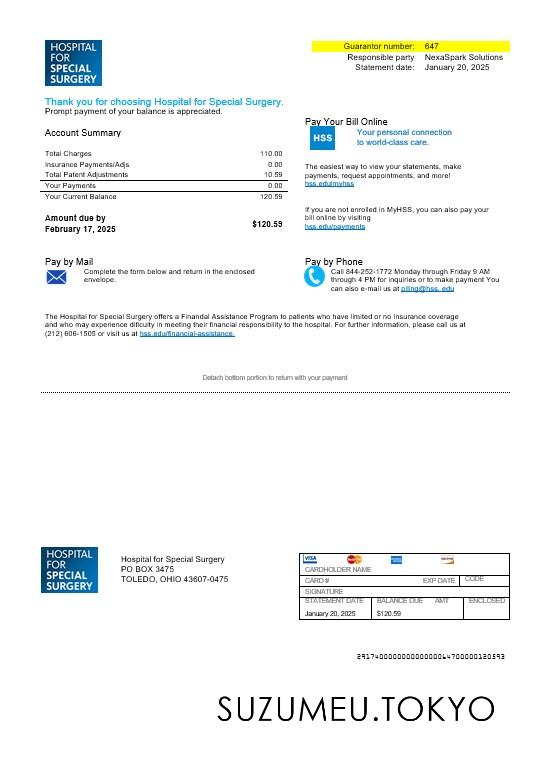 HOSPITAL
FOR
SPECIAL
SURGERY
Guarantor number: 647
Responsible party NexaSpark Solutions
Statement date: January 20, 2025
Thank you for choosing Hospital for Special Surgery.
Prompt payment of your balance is appreciated.
Account Summary
Total Charges 110.00
Insurance Payments/Adjs 0.00
Total Patant Adjustments 10.59
Your Payments 0.00
Your Current Balance 120.59
Amount due by
February 17, 2025 $120.59
Pay Your Bill Online
HSS
Your personal connection
to world-class care.
The easiest way to view your statements, make
payments, request appointments, and more!
hss.edu/myhss
If you are not enrolled in MyHSS, you can also pay your
bill online by visiting
hss.edu/payments
Pay by Mail
Complete the form below and return in the enclosed
envelope.
Pay by Phone
Call 844-252-1772 Monday through Friday 9 AM
through 4 PM for inquiries or to make payment You
can also e-mail us at plling@hss. edu
The Hospital for Special Surgery offers a Finandal Assistance Program to patients who have limited or no Insurance coverage
and who may experience dificulty in meeting their financial responsibility to the hospital. For further information, please call us at
(212) 606-1505 or visit us at hss.edu/financial-assistance.
Detach bottom portion to return with your payment
HOSPITAL
FOR
SPECIAL
SURGERY
Hospital for Special Surgery
PO BOX 3475
TOLEDO, OHIO 43607-0475
VISA
CARDHOLDER NAME
CARD # EXP DATE CODE
SIGNATURE
STATEMENT DATE BALANCE DUE AMT ENCLOSED
January 20, 2025 $120.59
SUZUMEU.TOKYO